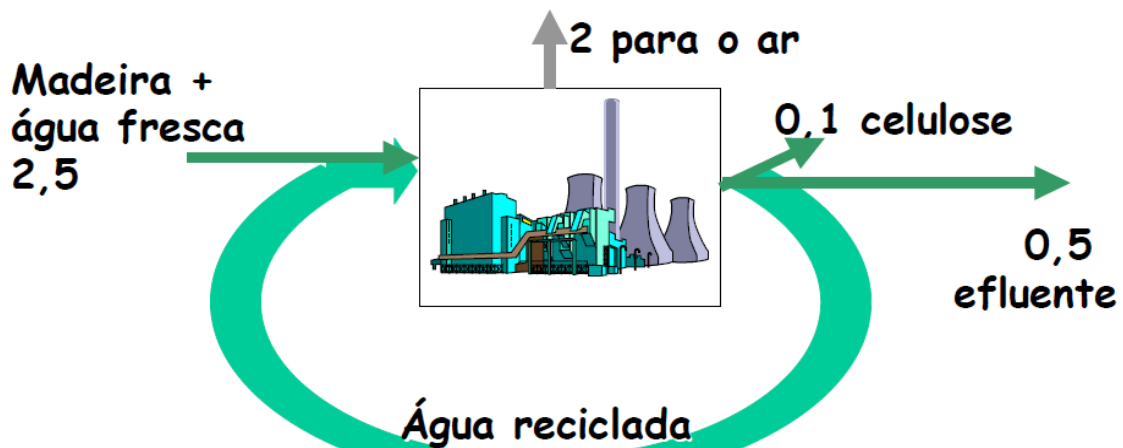 2 para o ar
Madeira +
água fresca
2,5
0,1 celulose
0,5
efluente
Água reciclada